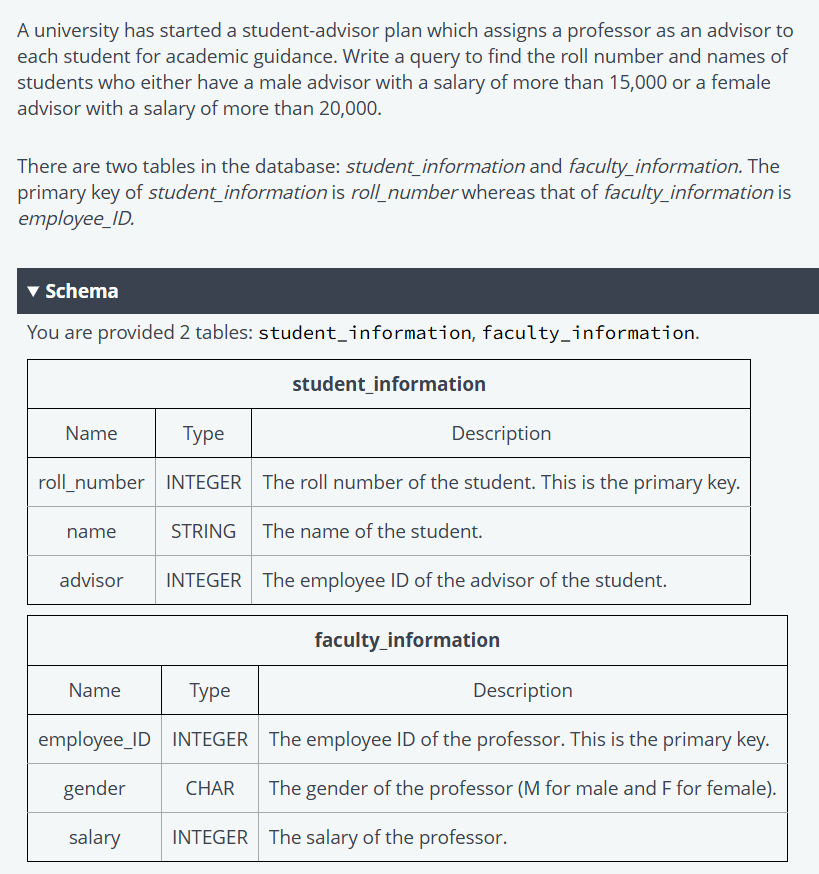 A university has started a student-advisor plan which assigns a professor as an advisor to
each student for academic guidance. Write a query to find the roll number and names of
students who either have a male advisor with a salary of more than 15,000 or a female
advisor with a salary of more than 20,000.
There are two tables in the database: student_information and faculty_information. The
primary key of student_information is roll_number whereas that of faculty_information is
employee_ID.
▼ Schema
You are provided 2 tables: student_information, faculty_information.
student_information
Name Type Description
roll_number INTEGER The roll number of the student. This is the primary key.
name STRING The name of the student.
advisor INTEGER The employee ID of the advisor of the student.
faculty_information
Name Type Description
employee_ID INTEGER The employee ID of the professor. This is the primary key.
gender CHAR The gender of the professor (M for male and F for female).
salary INTEGER The salary of the professor.